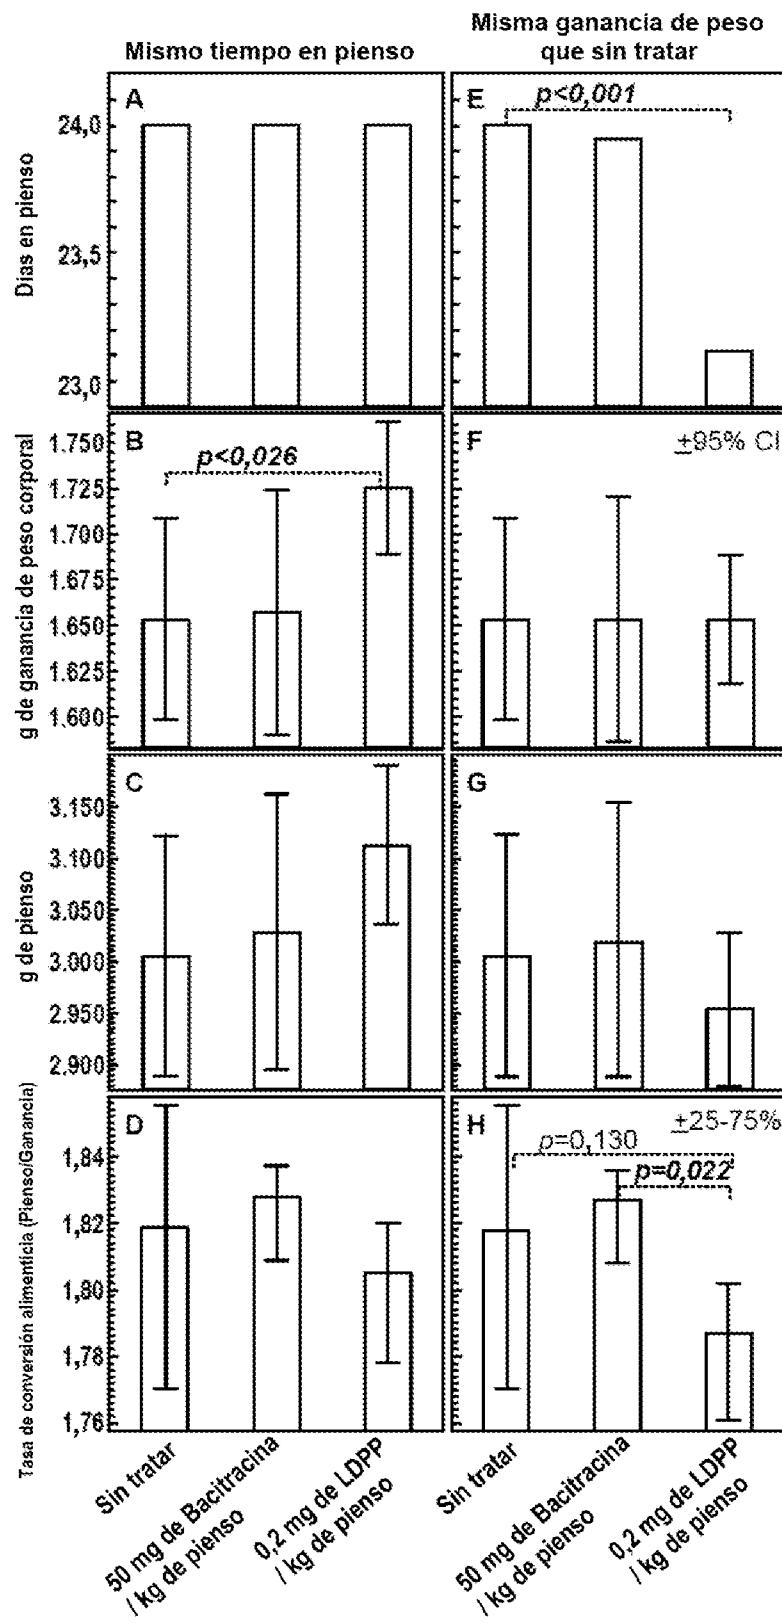 Mismo tiempo en pienso
Misma ganancia de peso
que sin tratar
Días en pienso
A
24,0
23,5
23,0
E
p<0,001
g de ganancia de peso corporal
B
p<0,026
1.750
1.725
1.700
1.675
1.650
1.625
1.600
F
±95% CI
g de pienso
C
3.150
3.100
3.050
3.000
2.950
2.900
G
Tasa de conversión alimenticia (Pienso/Ganancia)
D
1,84
1,82
1,80
1,78
1,76
H
±25-75%
p=0,130
p=0,022
Sin tratar
50 mg de Bacitracina
/ kg de pienso
0,2 mg de LDPP
/ kg de pienso
Sin tratar
50 mg de Bacitracina
/ kg de pienso
0,2 mg de LDPP
/ kg de pienso